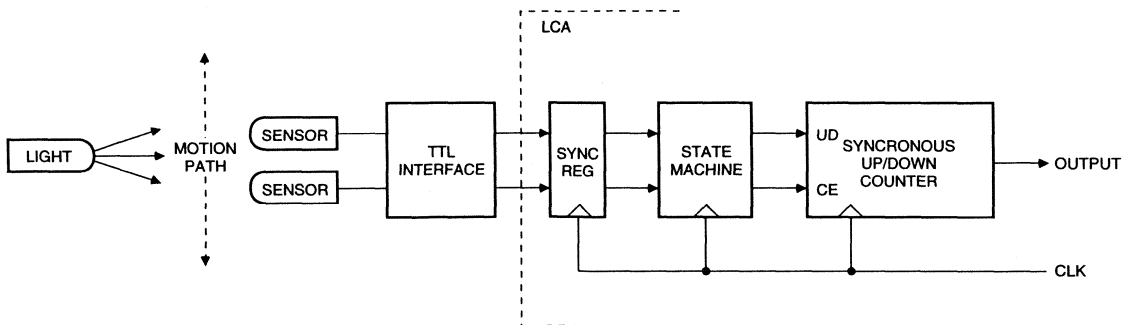 LCA
LIGHT
MOTION
PATH
SENSOR
SENSOR
TTL
INTERFACE
SYNC
REG
STATE
MACHINE
UD
CE
SYNCRONOUS
UP/DOWN
COUNTER
OUTPUT
CLK